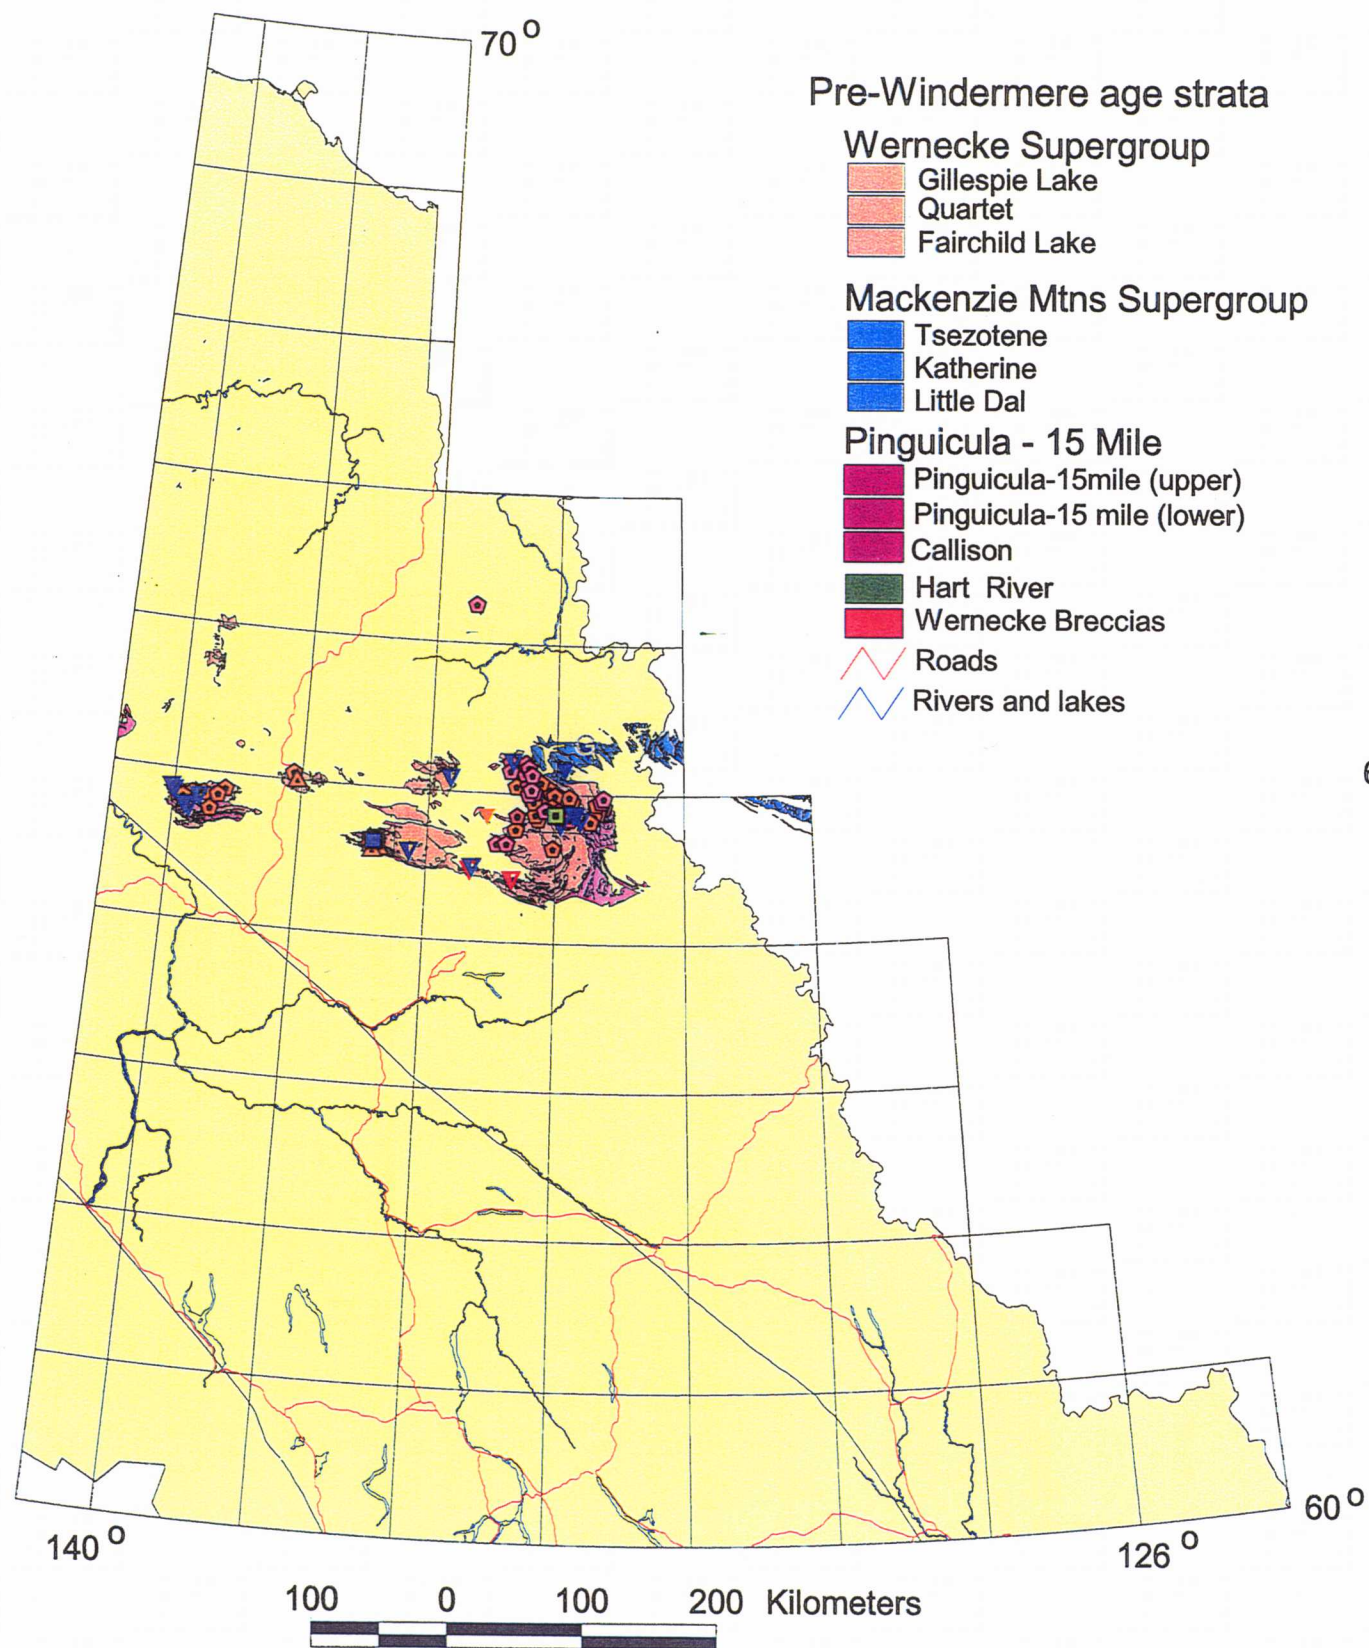 70°
Pre-Windermere age strata
Wernecke Supergroup
Gillespie Lake
Quartet
Fairchild Lake
Mackenzie Mtns Supergroup
Tsezotene
Katherine
Little Dal
Pinguicula - 15 Mile
Pinguicula-15mile (upper)
Pinguicula-15 mile (lower)
Callison
Hart River
Wernecke Breccias
Roads
Rivers and lakes
60°
140°
126°
100 0 100 200 Kilometers